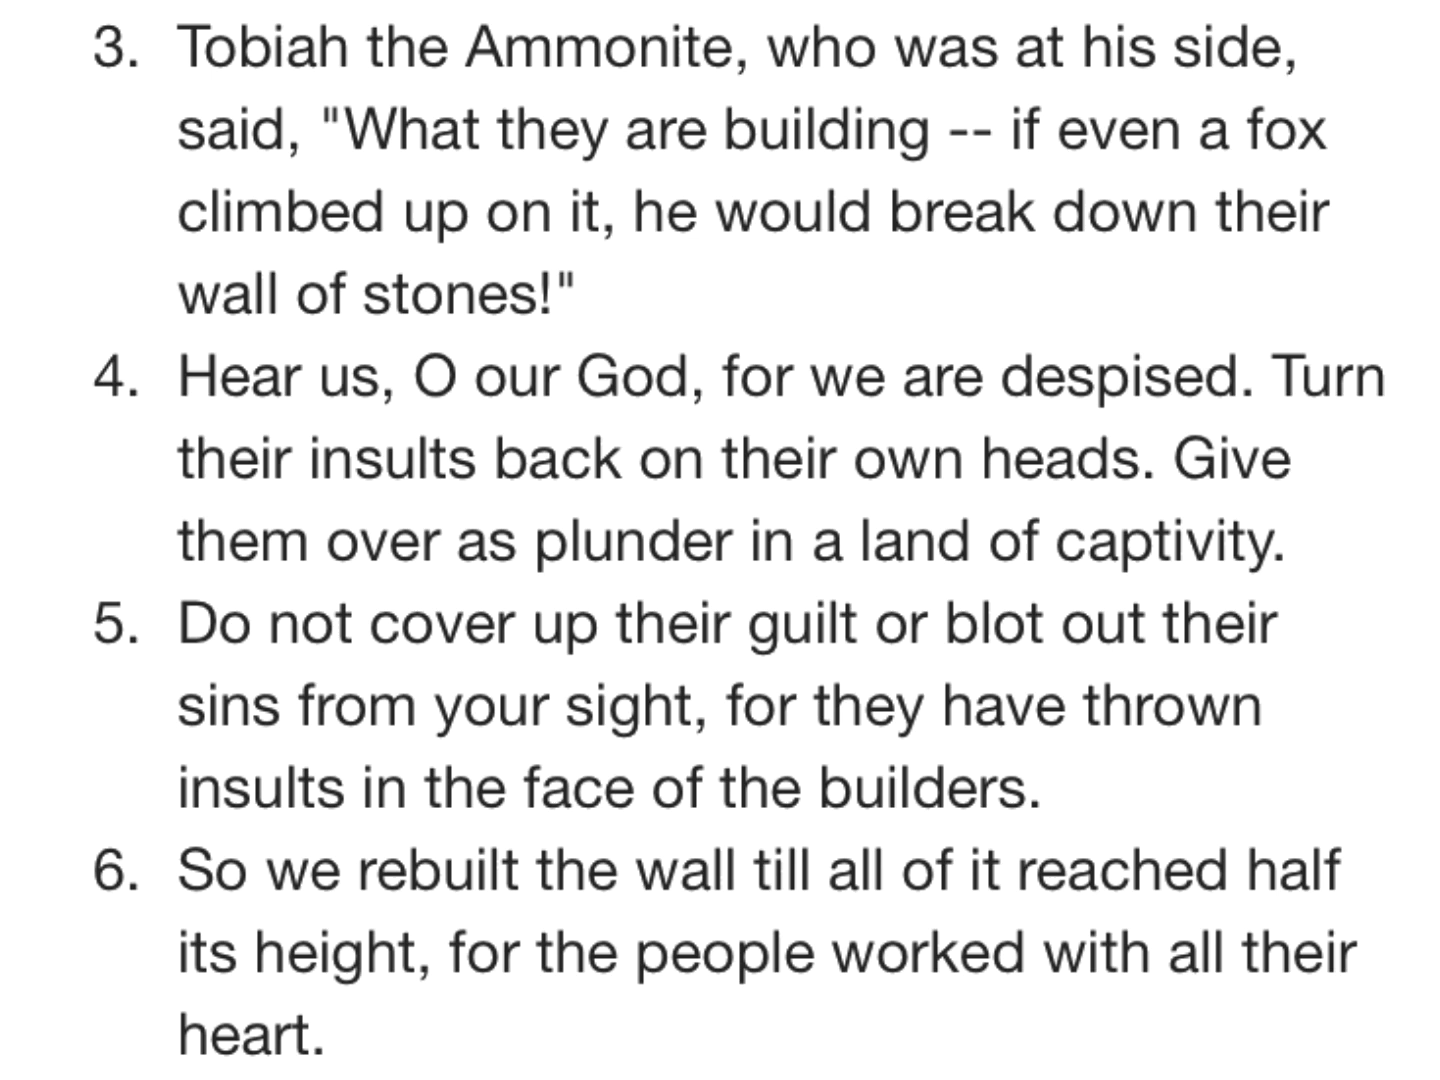 3. Tobiah the Ammonite, who was at his side,
said, "What they are building -- if even a fox
climbed up on it, he would break down their
wall of stones!"
4. Hear us, O our God, for we are despised. Turn
their insults back on their own heads. Give
them over as plunder in a land of captivity.
5. Do not cover up their guilt or blot out their
sins from your sight, for they have thrown
insults in the face of the builders.
6. So we rebuilt the wall till all of it reached half
its height, for the people worked with all their
heart.